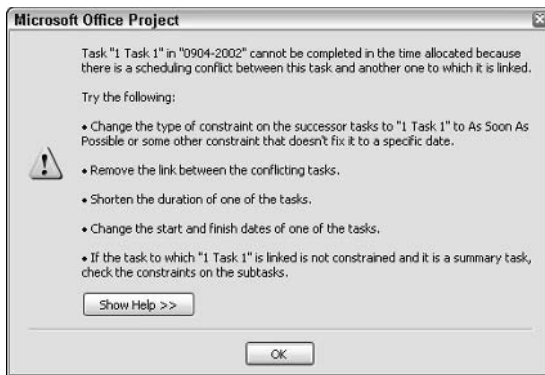 Microsoft Office Project
Task "1 Task 1" in "0904-2002" cannot be completed in the time allocated because
there is a scheduling conflict between this task and another one to which it is linked.
Try the following:
• Change the type of constraint on the successor tasks to "1 Task 1" to As Soon As
Possible or some other constraint that doesn't fix it to a specific date.
• Remove the link between the conflicting tasks.
• Shorten the duration of one of the tasks.
• Change the start and finish dates of one of the tasks.
• If the task to which "1 Task 1" is linked is not constrained and it is a summary task,
check the constraints on the subtasks.
Show Help >>
OK